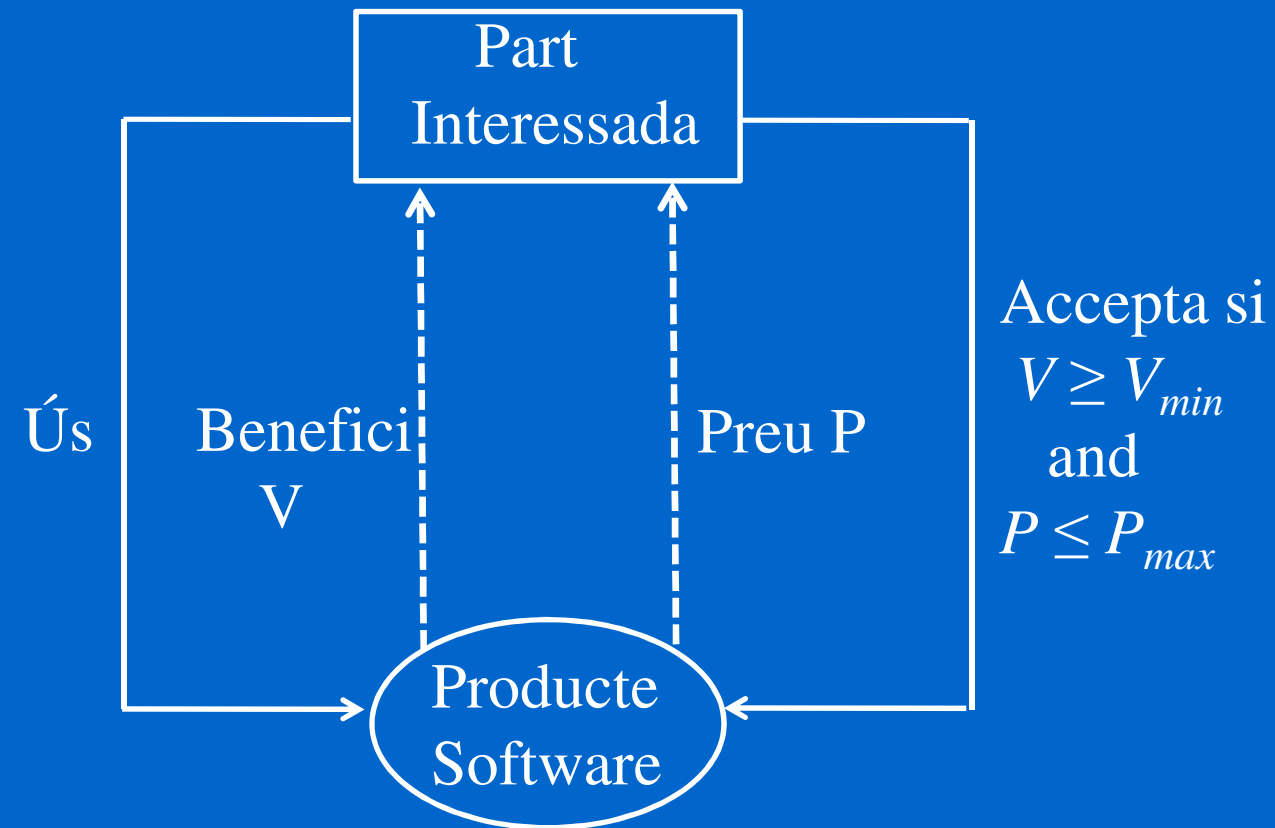 Part
Interessada
Ús
Benefici
V
Preu P
Accepta si
V ≥ V_min
and
P ≤ P_max
Producte
Software